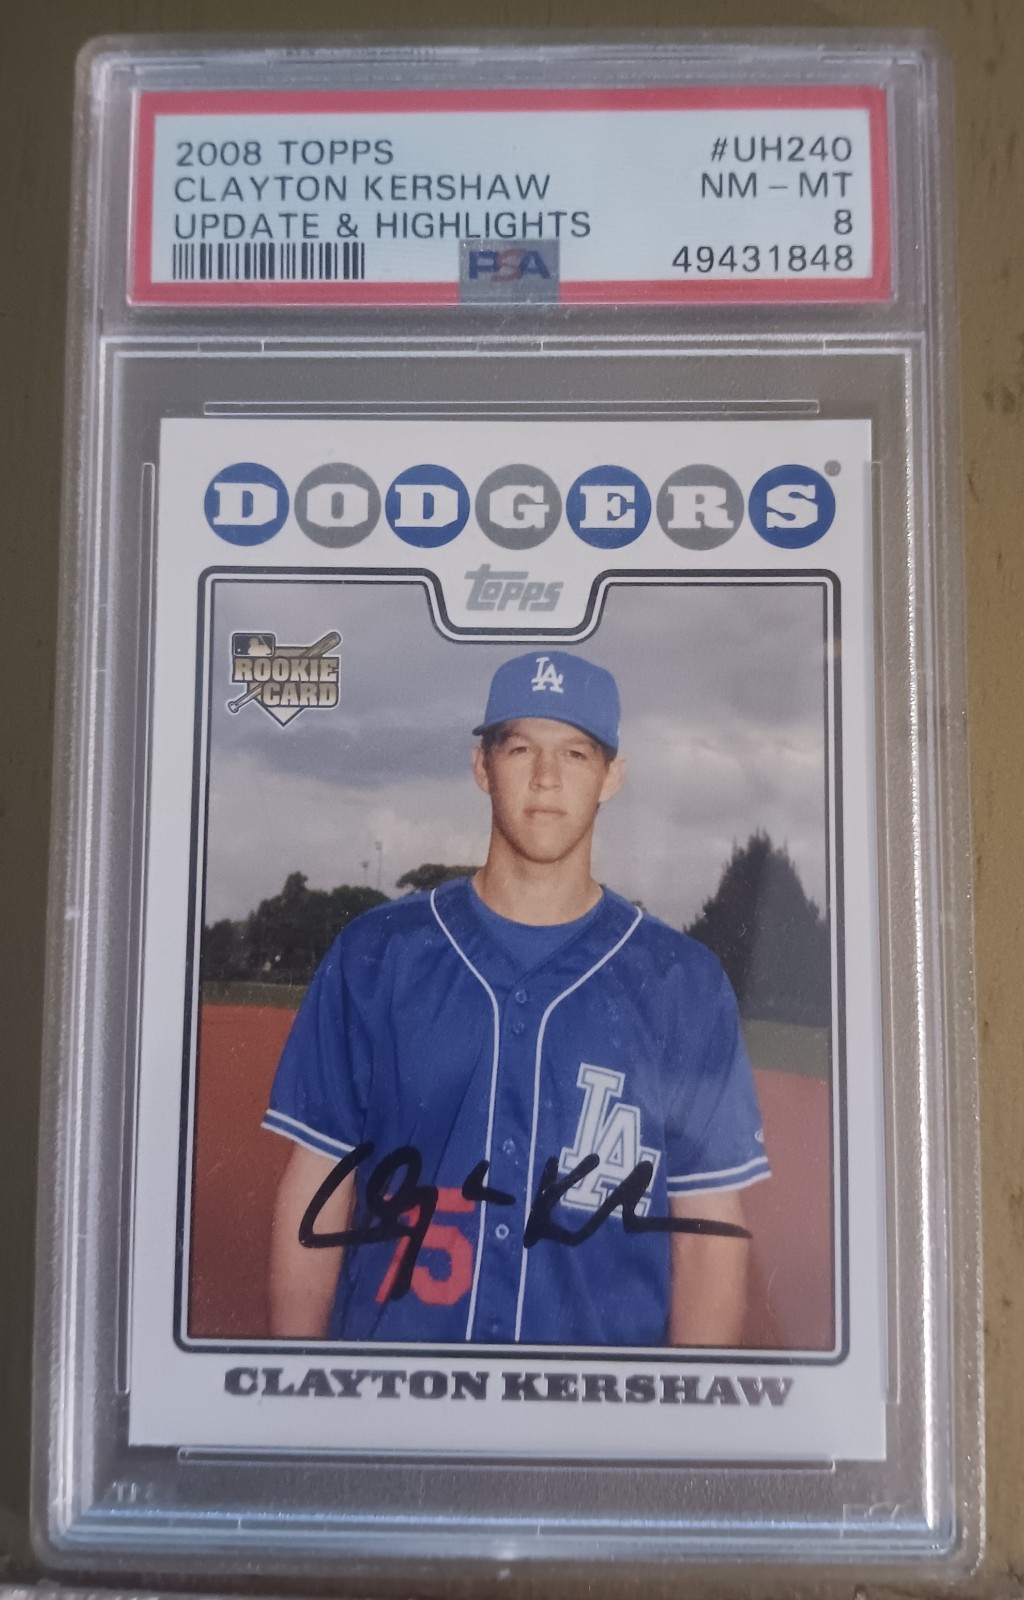 2008 TOPPS #UH240
CLAYTON KERSHAW NM - MT
UPDATE & HIGHLIGHTS 8
PSA 49431848
DODGERS®
topps
ROOKIE
CARD
LA
LA
75
CLAYTON KERSHAW